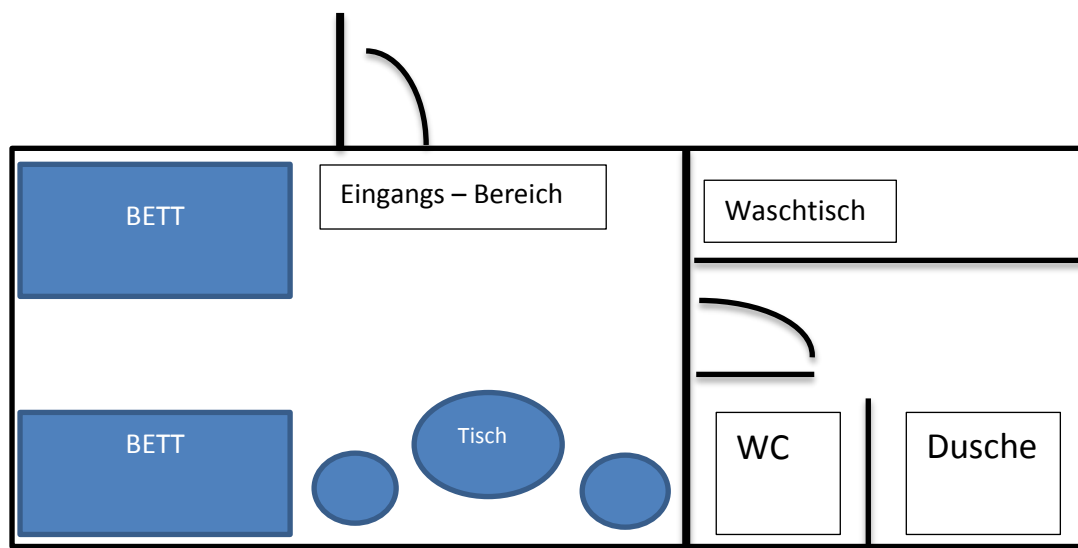 BETT
Eingangs – Bereich
Waschtisch
BETT
Tisch
WC
Dusche